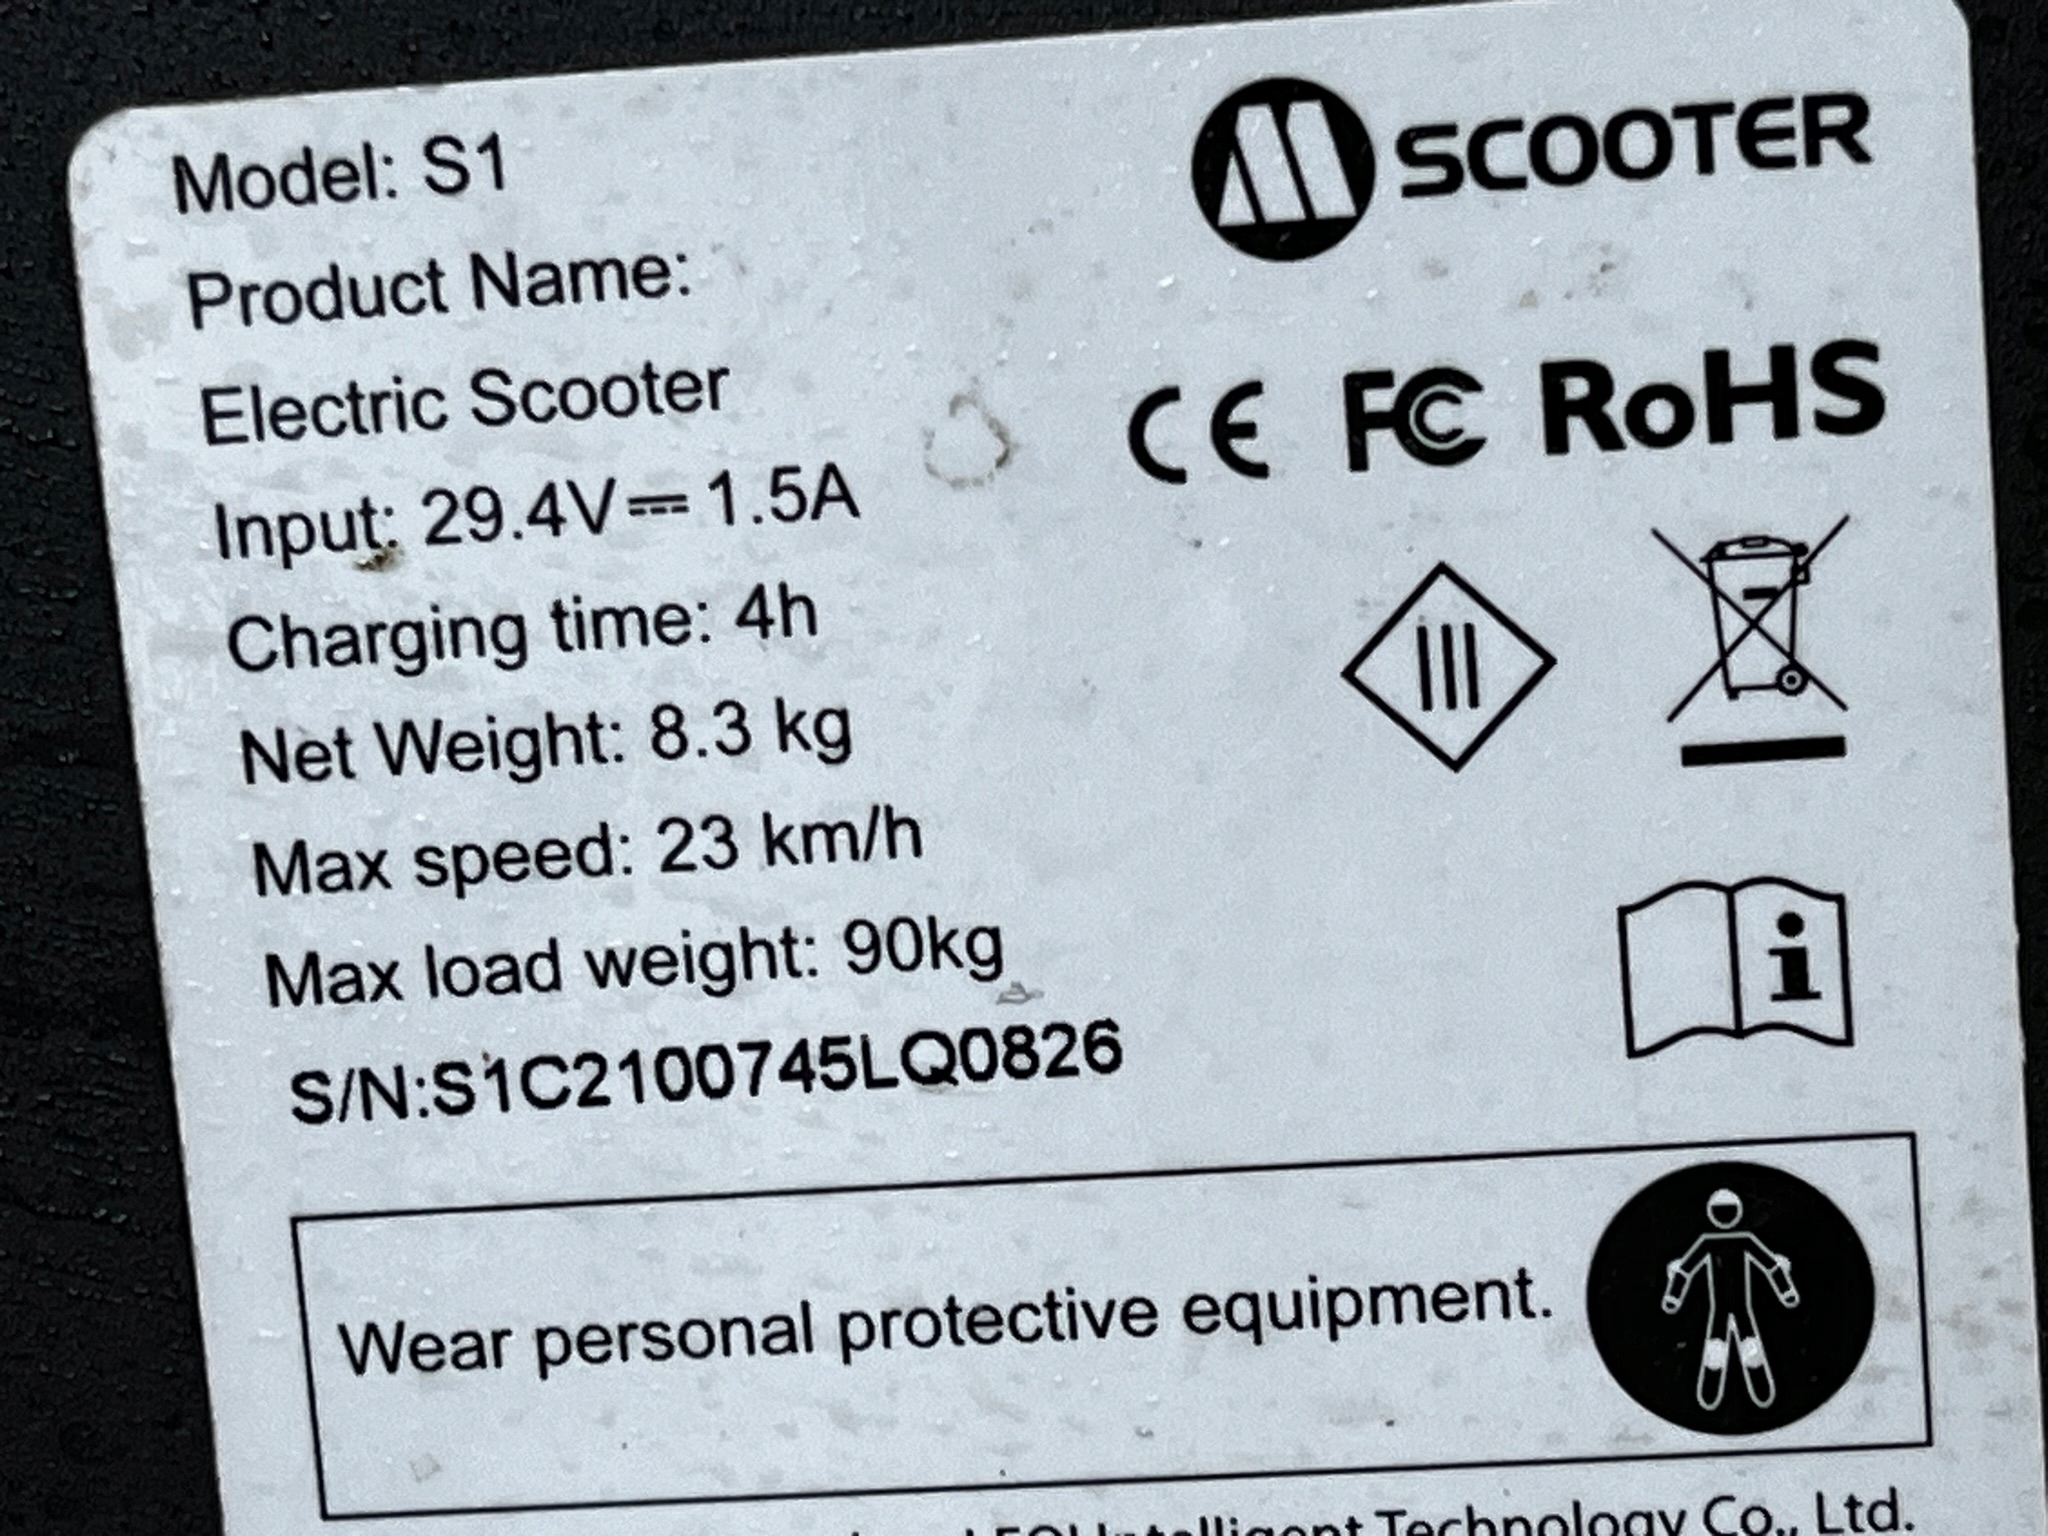 Model: S1
SCOOTER
Product Name:
Electric Scooter
CE FC RoHS
Input: 29.4V⎓1.5A
Charging time: 4h
Net Weight: 8.3 kg
Max speed: 23 km/h
Max load weight: 90kg
S/N:S1C2100745LQ0826
Wear personal protective equipment.
Intelligent Technology Co., Ltd.